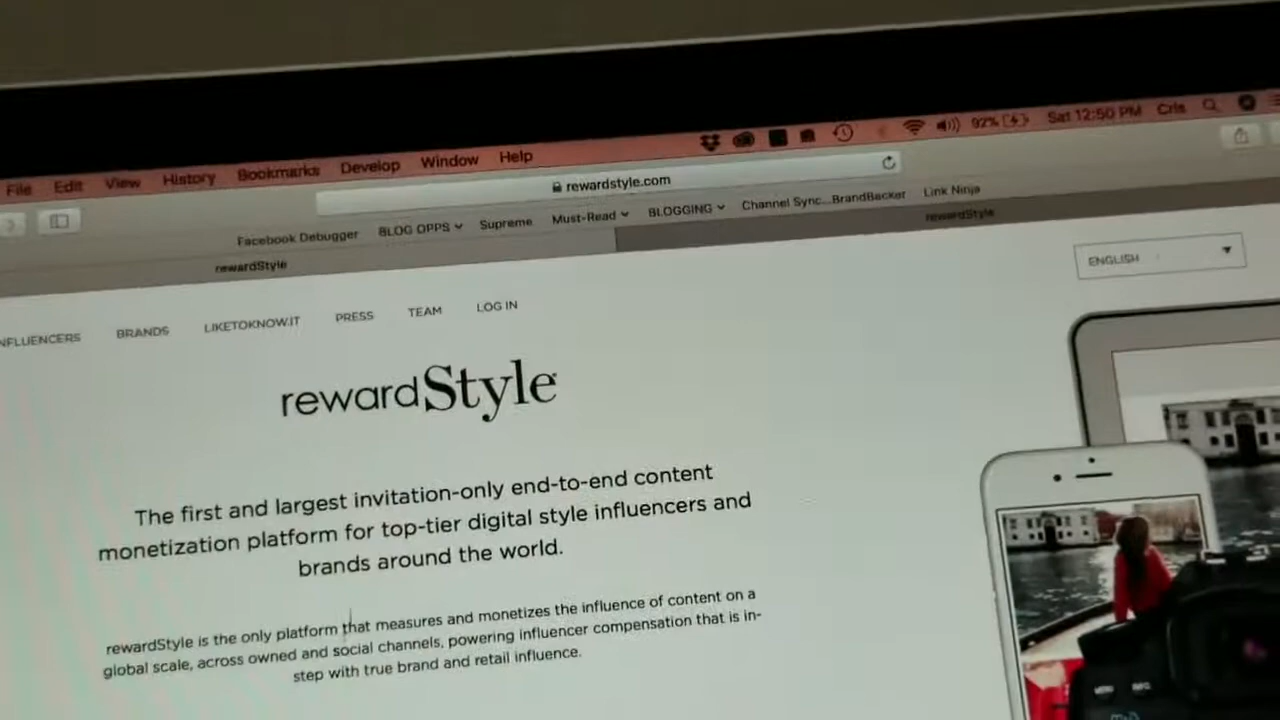 File Edit View History Bookmarks Develop Window Help 92% Sat 12:50 PM Cris
rewardstyle.com
Facebook Debugger BLOG OPPS Supreme Must-Read BLOGGING Channel Sync...BrandBacker Link Ninja
rewardStyle rewardStyle
ENGLISH
NFLUENCERS BRANDS LIKETOKNOW.IT PRESS TEAM LOG IN
rewardStyle
The first and largest invitation-only end-to-end content
monetization platform for top-tier digital style influencers and
brands around the world.
rewardStyle is the only platform that measures and monetizes the influence of content on a
global scale, across owned and social channels, powering influencer compensation that is in-
step with true brand and retail influence.
MENU INFO